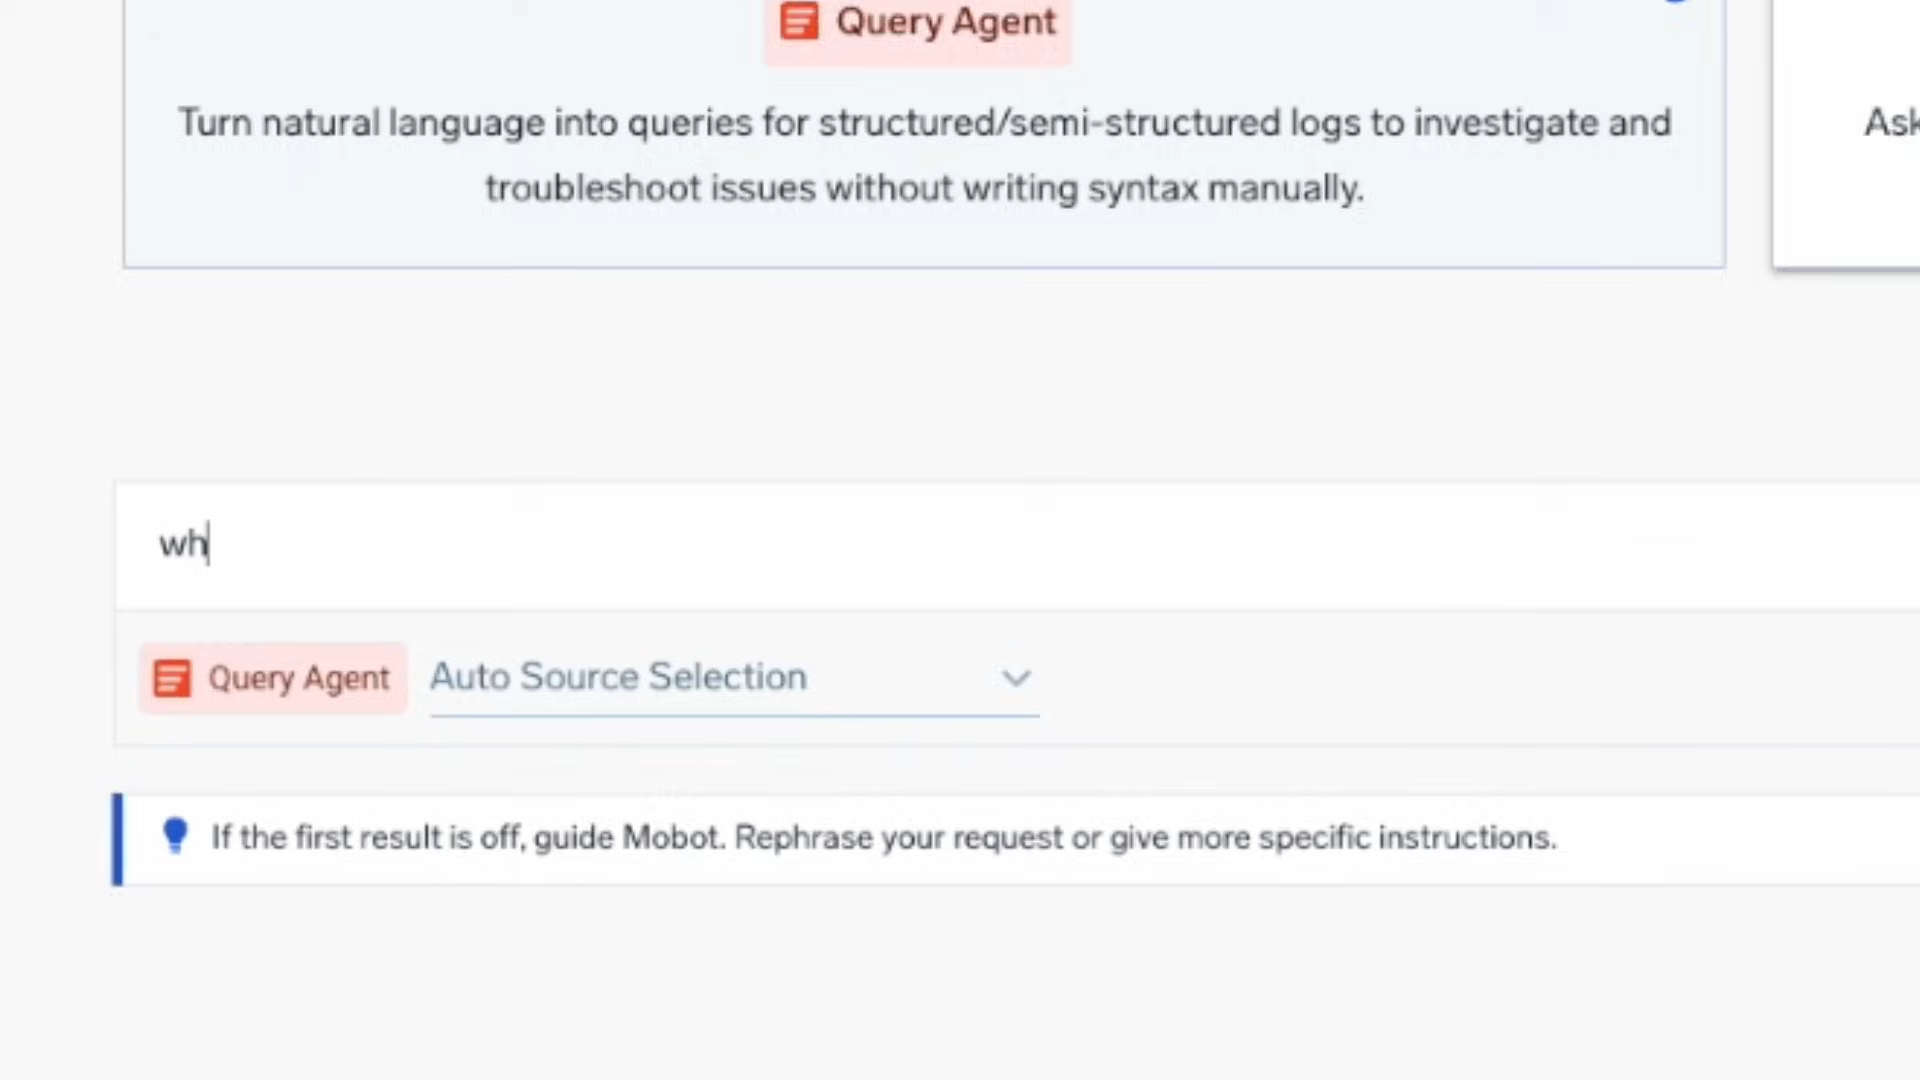 Query Agent
Turn natural language into queries for structured/semi-structured logs to investigate and
troubleshoot issues without writing syntax manually.
Ask
wh
Query Agent
Auto Source Selection
If the first result is off, guide Mobot. Rephrase your request or give more specific instructions.